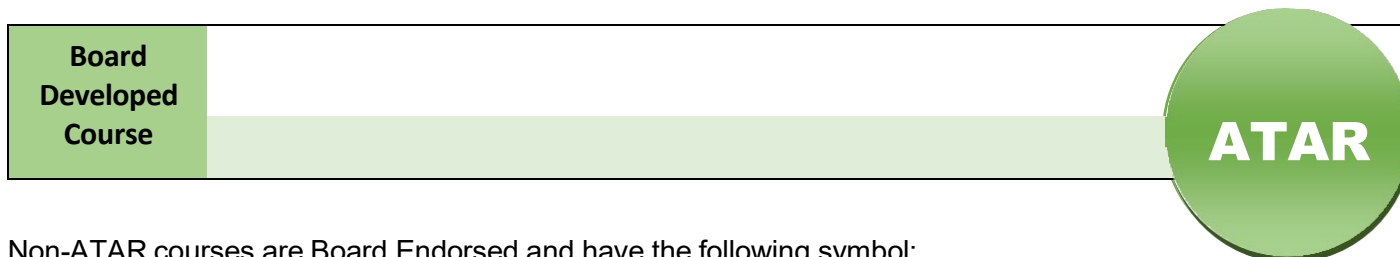 Board
Developed
Course
ATAR
Non-ATAR courses are Board Endorsed and have the following symbol: